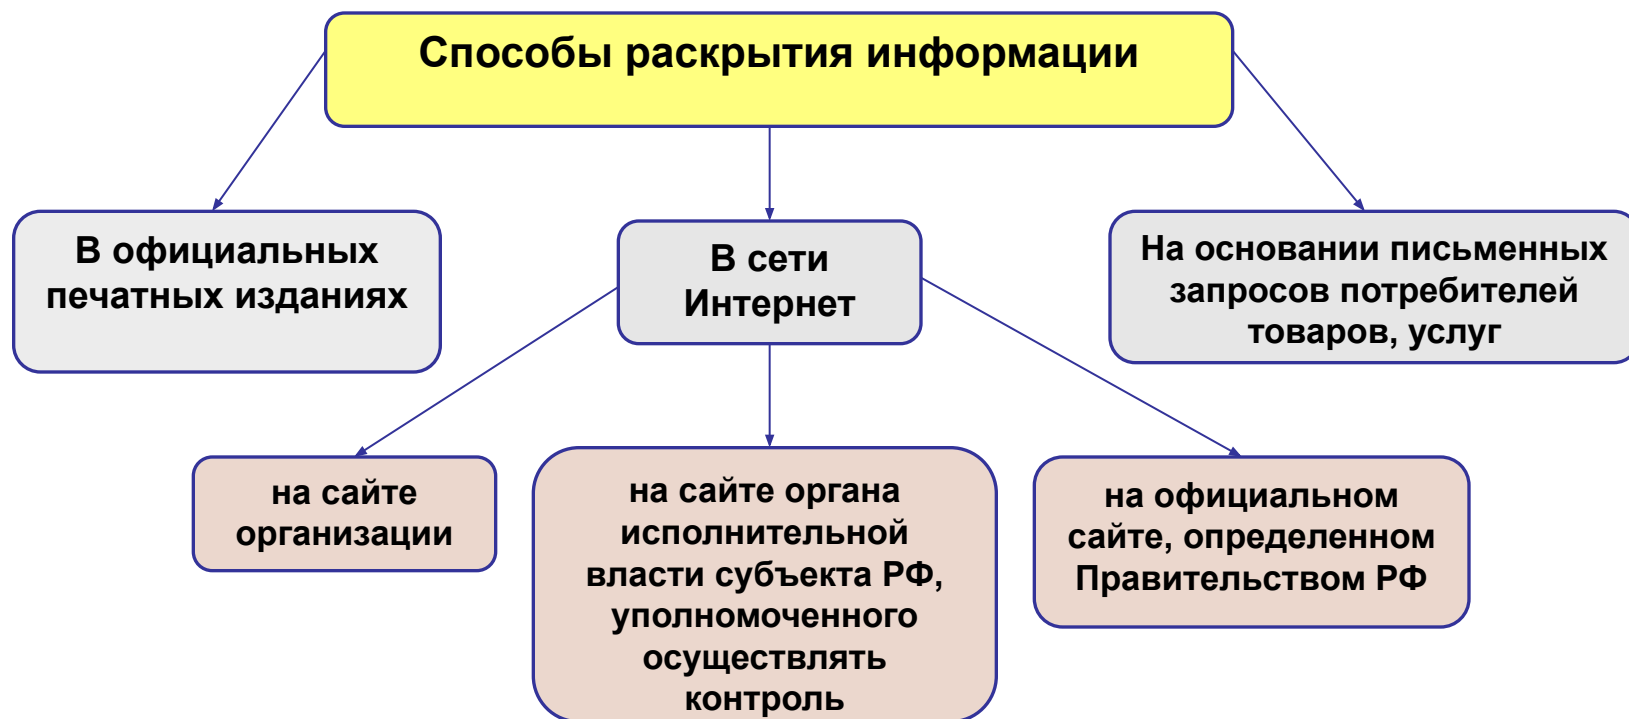 Способы раскрытия информации
В официальных
печатных изданиях
В сети
Интернет
На основании письменных
запросов потребителей
товаров, услуг
на сайте
организации
на сайте органа
исполнительной
власти субъекта РФ,
уполномоченного
осуществлять
контроль
на официальном
сайте, определенном
Правительством РФ